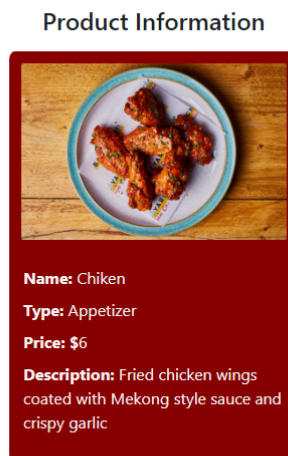 Product Information
Name: Chiken
Type: Appetizer
Price: $6
Description: Fried chicken wings
coated with Mekong style sauce and
crispy garlic